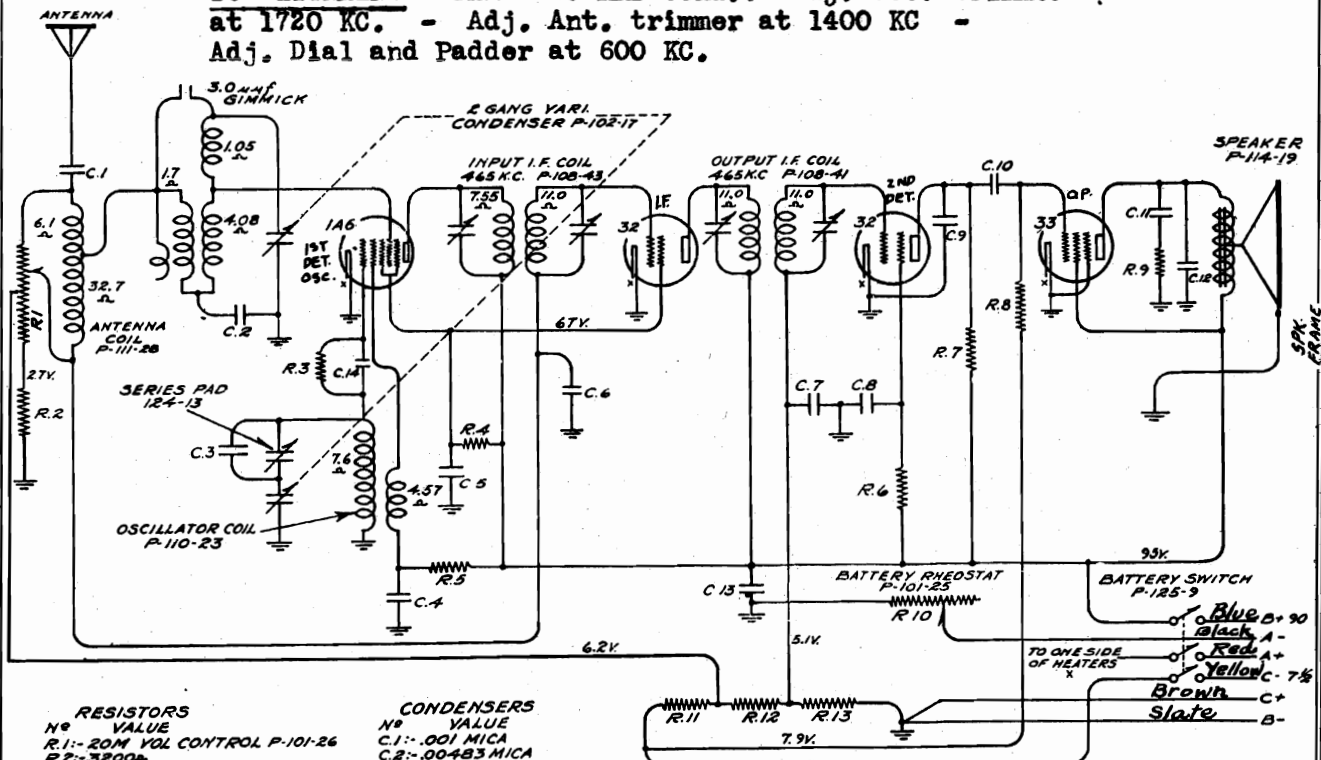 at 1720 KC. - Adj. Ant. trimmer at 1400 KC -
Adj. Dial and Padder at 600 KC.
ANTENNA
3.0 μμf
GIMMICK
2 GANG VARI.
CONDENSER P-102-17
SPEAKER
P-114-19
INPUT I.F. COIL
465 K.C. P-108-43
OUTPUT I.F. COIL
465 KC P-108-41
C.1
1.7
Ω
1.05
Ω
7.55
Ω
11.0
Ω
11.0
Ω
11.0
Ω
2ND
DET.
C.10
I.F.
OP.
6.1
Ω
4.08
Ω
1A6
1ST
DET.
OSC.
32
32
C.9
33
C.11
R.9
C.12
R1
32.7
Ω
ANTENNA
COIL
P-111-28
C.2
67V.
R.8
R.7
SPK.
FRAME
2.7V.
R.2
R.3
C.14
SERIES PAD
124-13
C.6
C.7
C.8
C.3
7.6
Ω
R.4
C.5
4.57
Ω
R.6
OSCILLATOR COIL
P-110-23
95V.
R.5
C.4
C 13
BATTERY RHEOSTAT
P-101-25
R 10
BATTERY SWITCH
P-125-9
Blue B+ 90
Black A-
TO ONE SIDE
OF HEATERS
X
Red A+
Yellow C- 7½
Brown C+
Slate B-
6.2V.
5.1V.
R.11
R.12
R.13
7.9V.
RESISTORS
Nº VALUE
R.1:- 20M VOL CONTROL P-101-26
R.2:- 3200Ω
CONDENSERS
Nº VALUE
C.1:- .001 MICA
C.2:- .00483 MICA